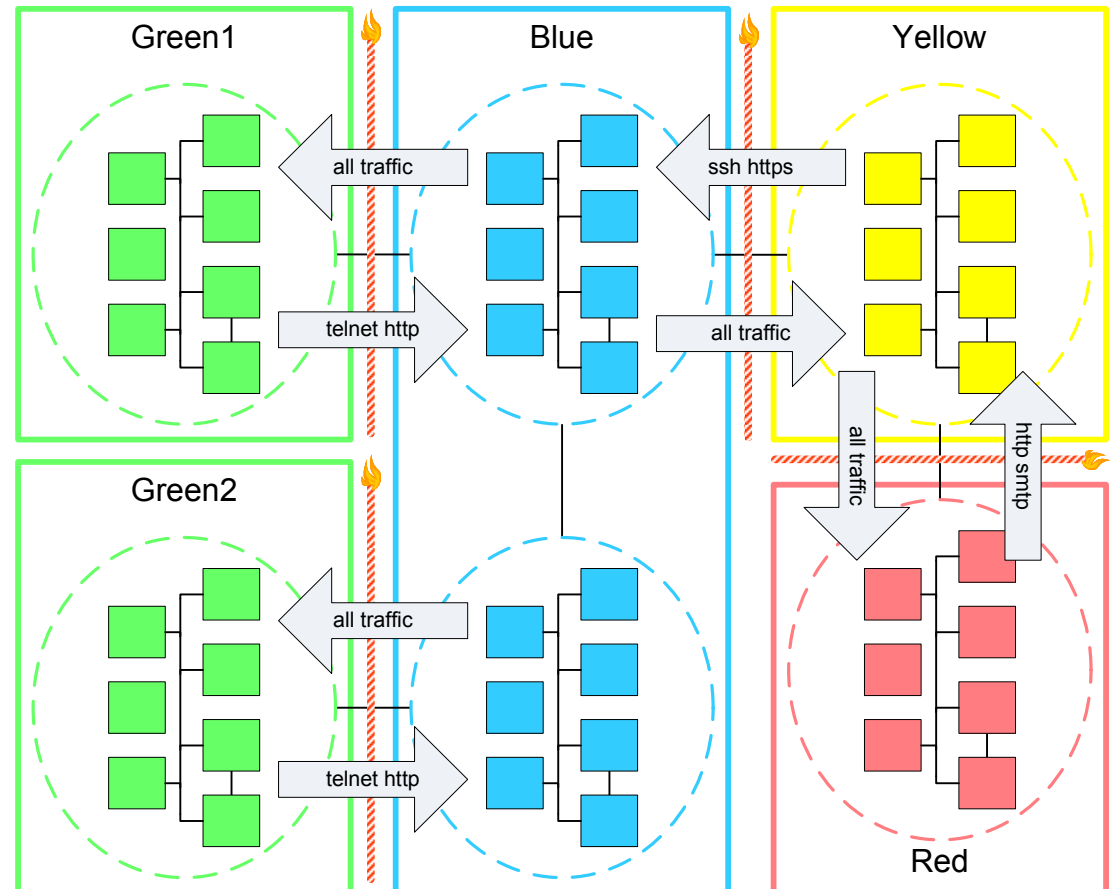 Green1
Blue
Yellow
all traffic
ssh https
telnet http
all traffic
all traffic
http smtp
Green2
all traffic
telnet http
Red